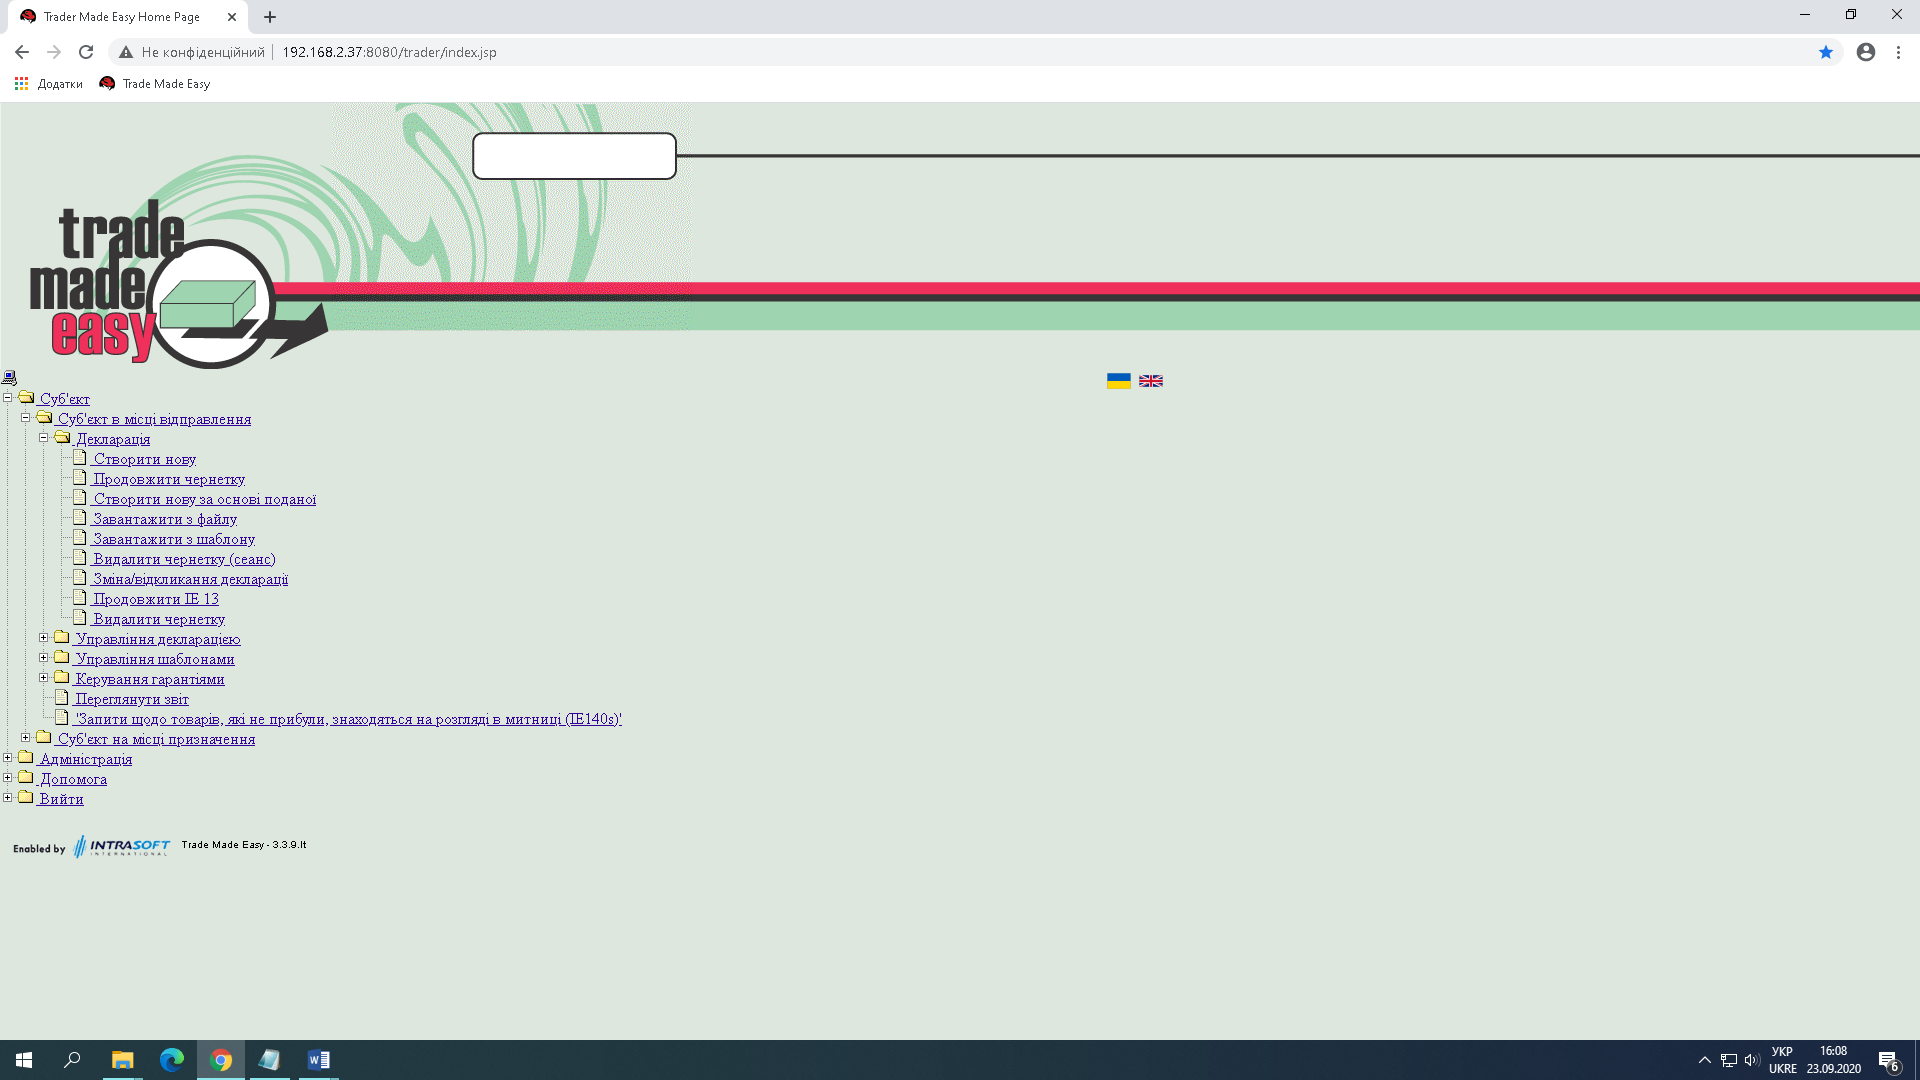 Trader Made Easy Home Page
Не конфіденційний 192.168.2.37:8080/trader/index.jsp
Додатки Trade Made Easy
trade
made
easy
Суб'єкт
Суб'єкт в місці відправлення
Декларація
Створити нову
Продовжити чернетку
Створити нову за основі поданої
Завантажити з файлу
Завантажити з шаблону
Видалити чернетку (сеанс)
Зміна/відкликання декларації
Продовжити IE 13
Видалити чернетку
Управління декларацією
Управління шаблонами
Керування гарантіями
Переглянути звіт
'Запити щодо товарів, які не прибули, знаходяться на розгляді в митниці (IE140s)'
Суб'єкт на місці призначення
Адміністрація
Допомога
Вийти
Enabled by INTRASOFT INTERNATIONAL Trade Made Easy - 3.3.9.lt
УКР 16:08
UKRE 23.09.2020 6